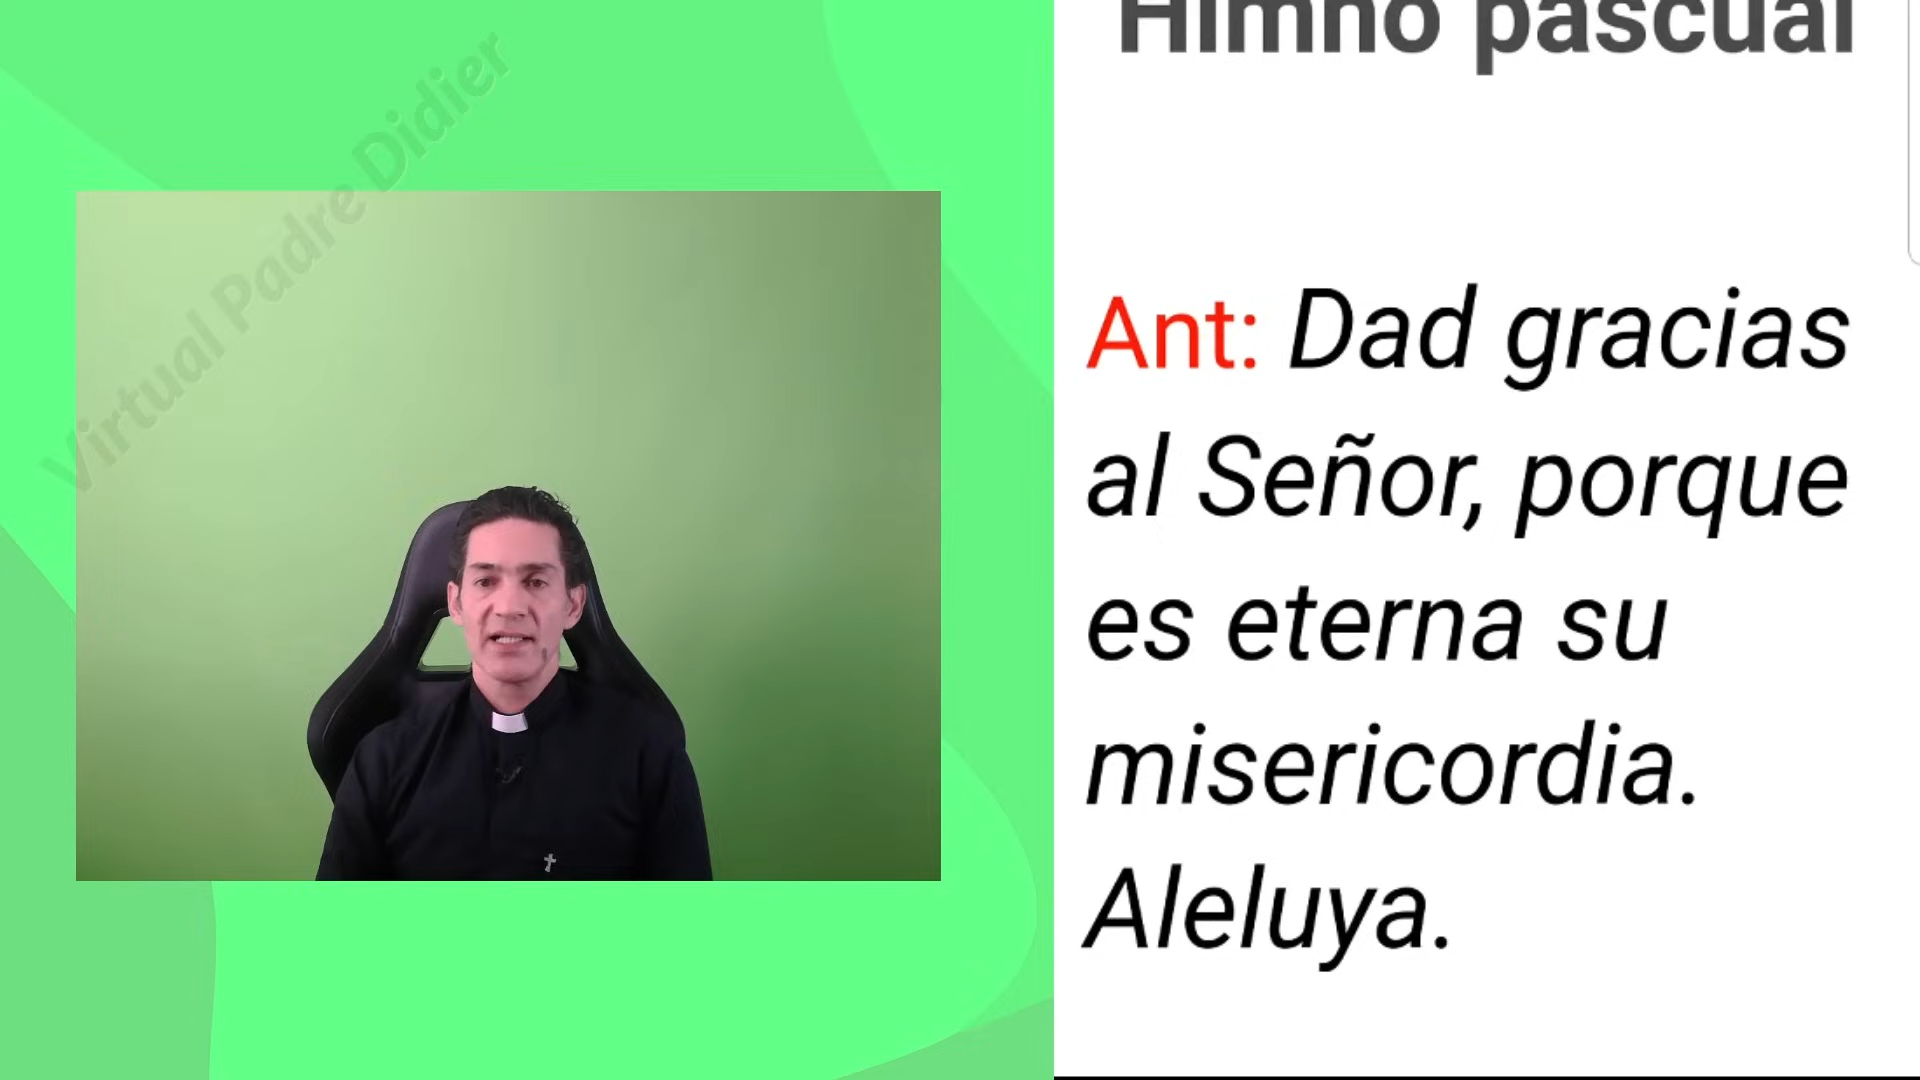 Virtual Padre Didier
Himno pascual
Ant: Dad gracias
al Señor, porque
es eterna su
misericordia.
Aleluya.